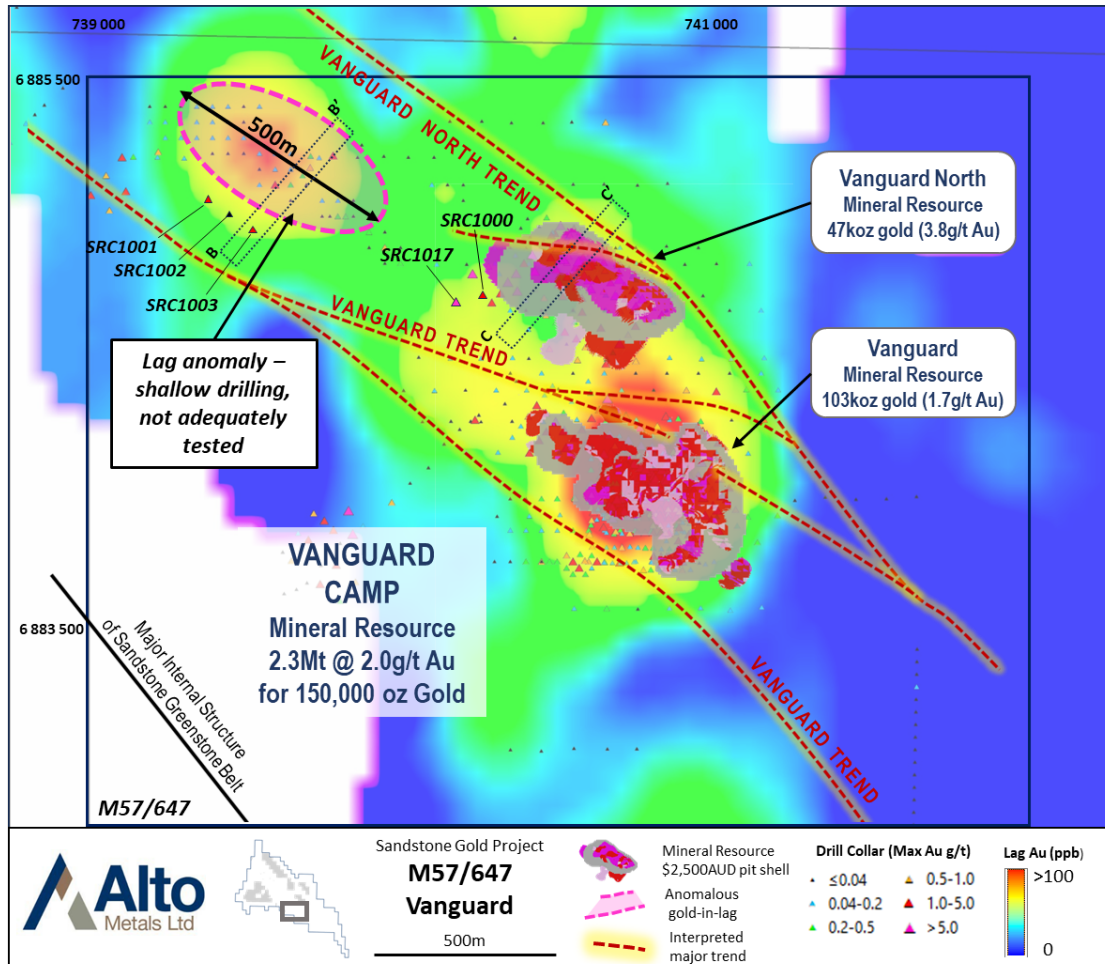 739 000
741 000
6 885 500
VANGUARD NORTH TREND
B'
500m
B
C'
C
SRC1000
SRC1017
SRC1001
SRC1002
SRC1003
VANGUARD TREND
Vanguard North
Mineral Resource
47koz gold (3.8g/t Au)
Vanguard
Mineral Resource
103koz gold (1.7g/t Au)
Lag anomaly –
shallow drilling,
not adequately
tested
VANGUARD
CAMP
Mineral Resource
2.3Mt @ 2.0g/t Au
for 150,000 oz Gold
6 883 500
Major Internal Structure
of Sandstone Greenstone Belt
VANGUARD TREND
M57/647
Alto
Metals Ltd
Sandstone Gold Project
M57/647
Vanguard
500m
Mineral Resource
$2,500AUD pit shell
Anomalous
gold-in-lag
Interpreted
major trend
Drill Collar (Max Au g/t)
≤0.04
0.04-0.2
0.2-0.5
0.5-1.0
1.0-5.0
>5.0
Lag Au (ppb)
>100
0